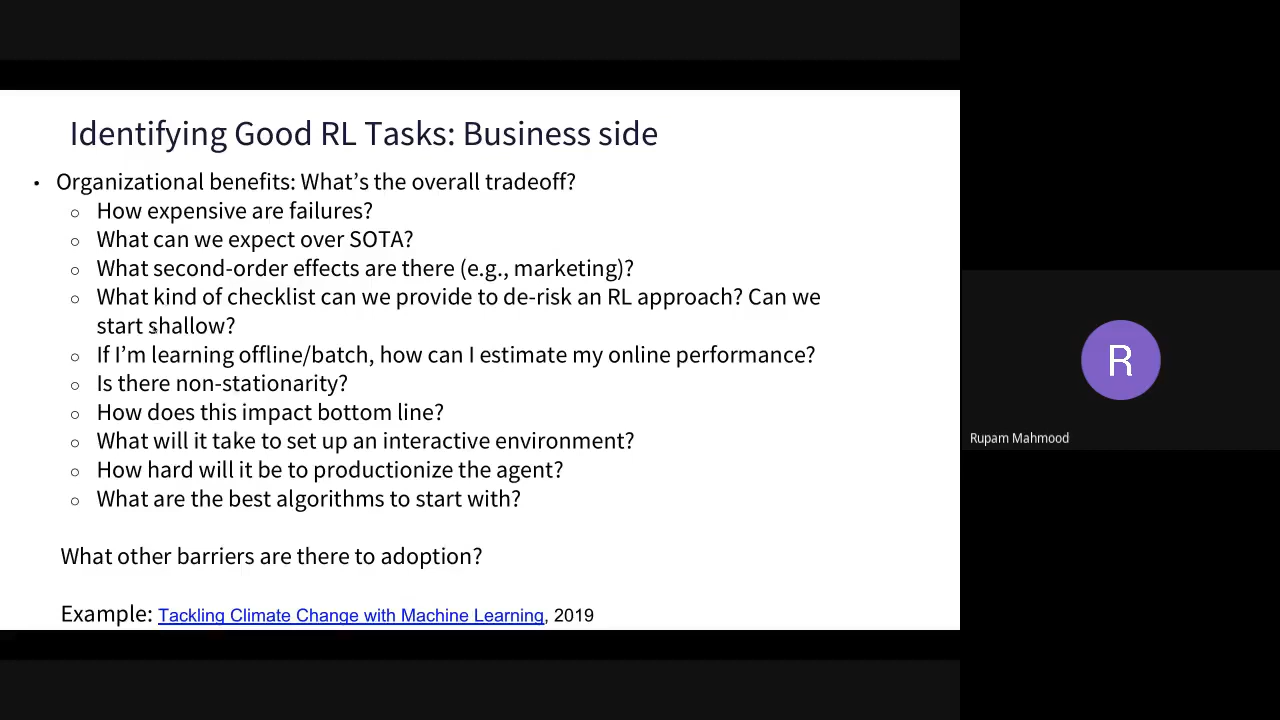 Identifying Good RL Tasks: Business side
• Organizational benefits: What's the overall tradeoff?
○ How expensive are failures?
○ What can we expect over SOTA?
○ What second-order effects are there (e.g., marketing)?
○ What kind of checklist can we provide to de-risk an RL approach? Can we
start shallow?
○ If I'm learning offline/batch, how can I estimate my online performance?
○ Is there non-stationarity?
○ How does this impact bottom line?
○ What will it take to set up an interactive environment?
○ How hard will it be to productionize the agent?
○ What are the best algorithms to start with?
What other barriers are there to adoption?
Example: Tackling Climate Change with Machine Learning, 2019
R
Rupam Mahmood